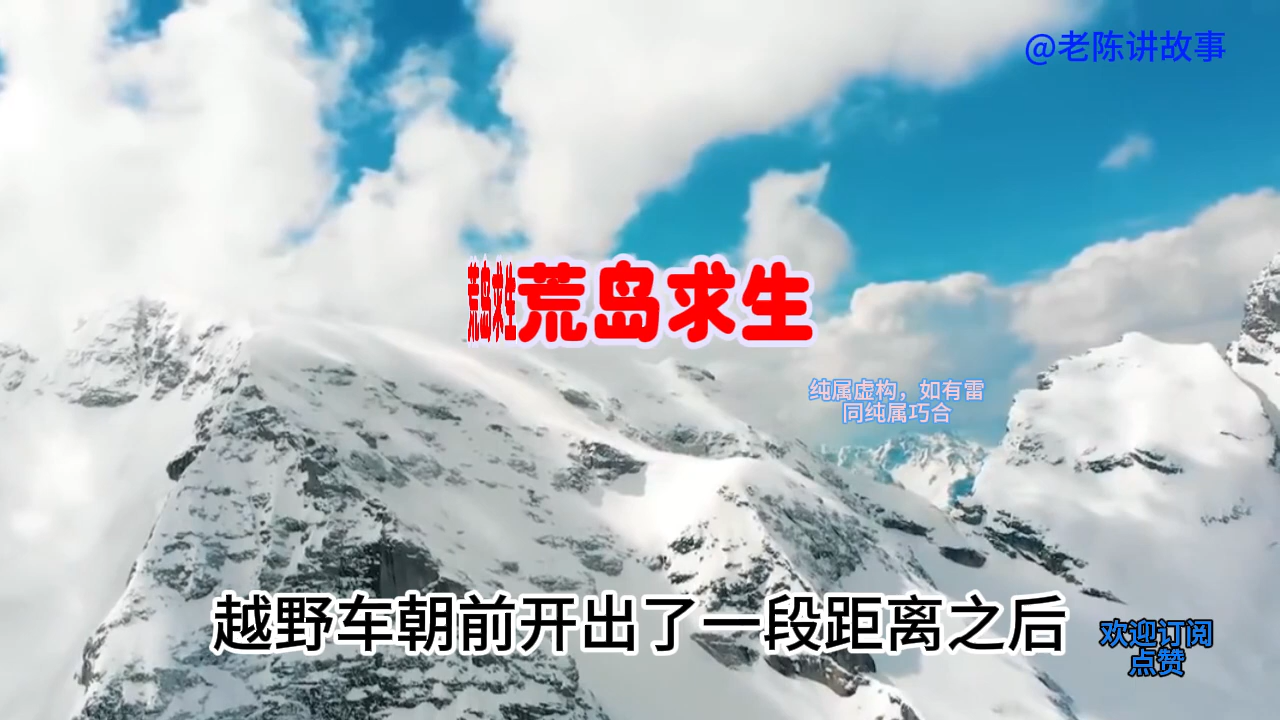 @老陈讲故事
荒岛求生荒岛求生
纯属虚构，如有雷
同纯属巧合
越野车朝前开出了一段距离之后
欢迎订阅
点赞